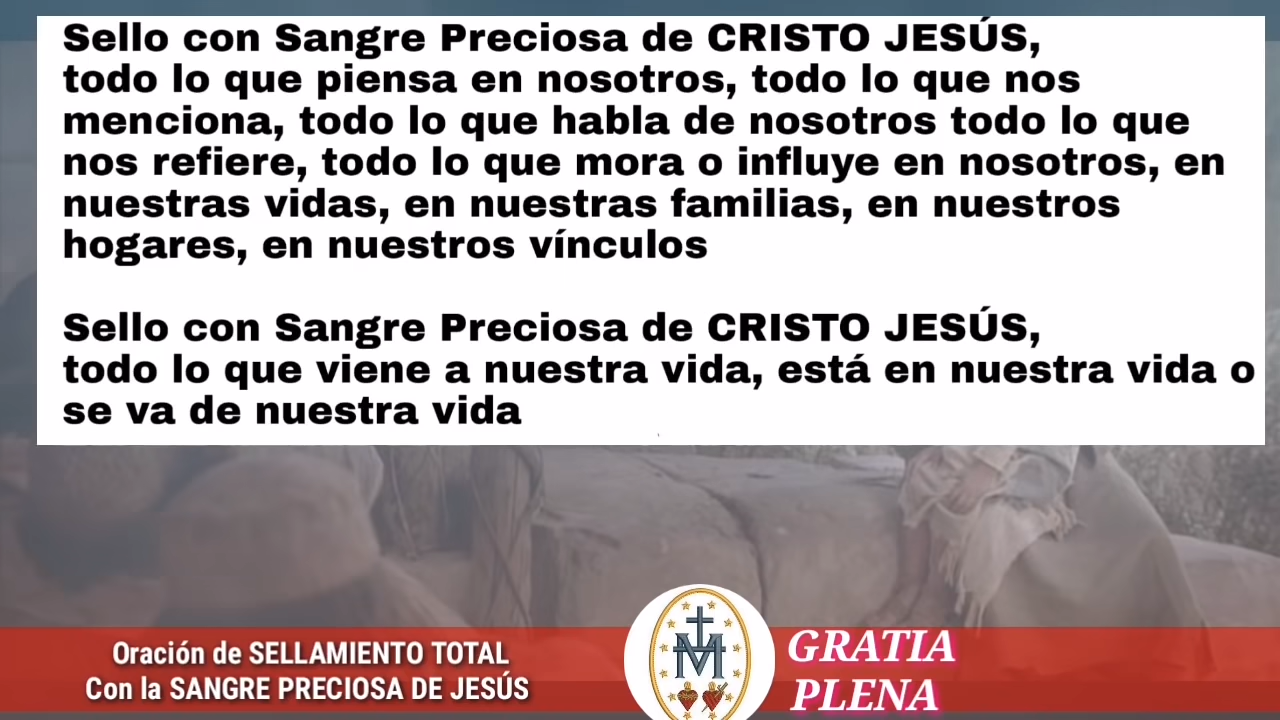 Sello con Sangre Preciosa de CRISTO JESÚS,
todo lo que piensa en nosotros, todo lo que nos
menciona, todo lo que habla de nosotros todo lo que
nos refiere, todo lo que mora o influye en nosotros, en
nuestras vidas, en nuestras familias, en nuestros
hogares, en nuestros vínculos
Sello con Sangre Preciosa de CRISTO JESÚS,
todo lo que viene a nuestra vida, está en nuestra vida o
se va de nuestra vida
Oración de SELLAMIENTO TOTAL
Con la SANGRE PRECIOSA DE JESÚS
GRATIA
PLENA